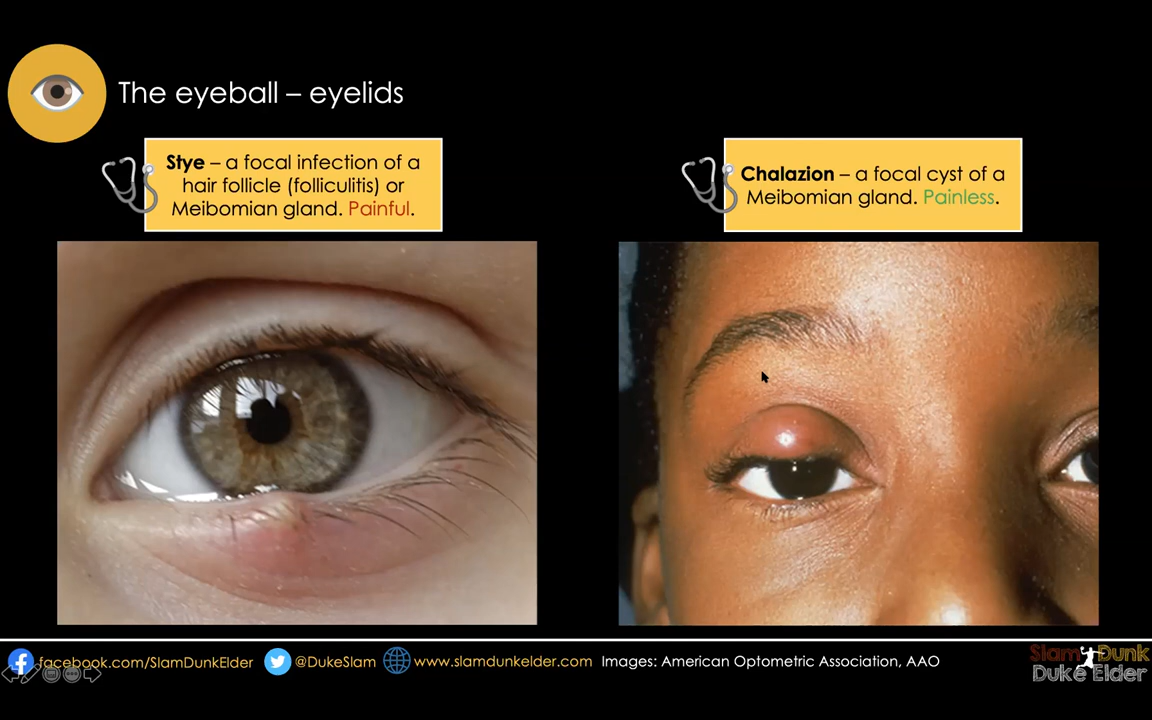 The eyeball – eyelids
Stye – a focal infection of a
hair follicle (folliculitis) or
Meibomian gland. Painful.
Chalazion – a focal cyst of a
Meibomian gland. Painless.
facebook.com/SlamDunkElder
@DukeSlam
www.slamdunkelder.com
Images: American Optometric Association, AAO
Slam Dunk
Duke Elder